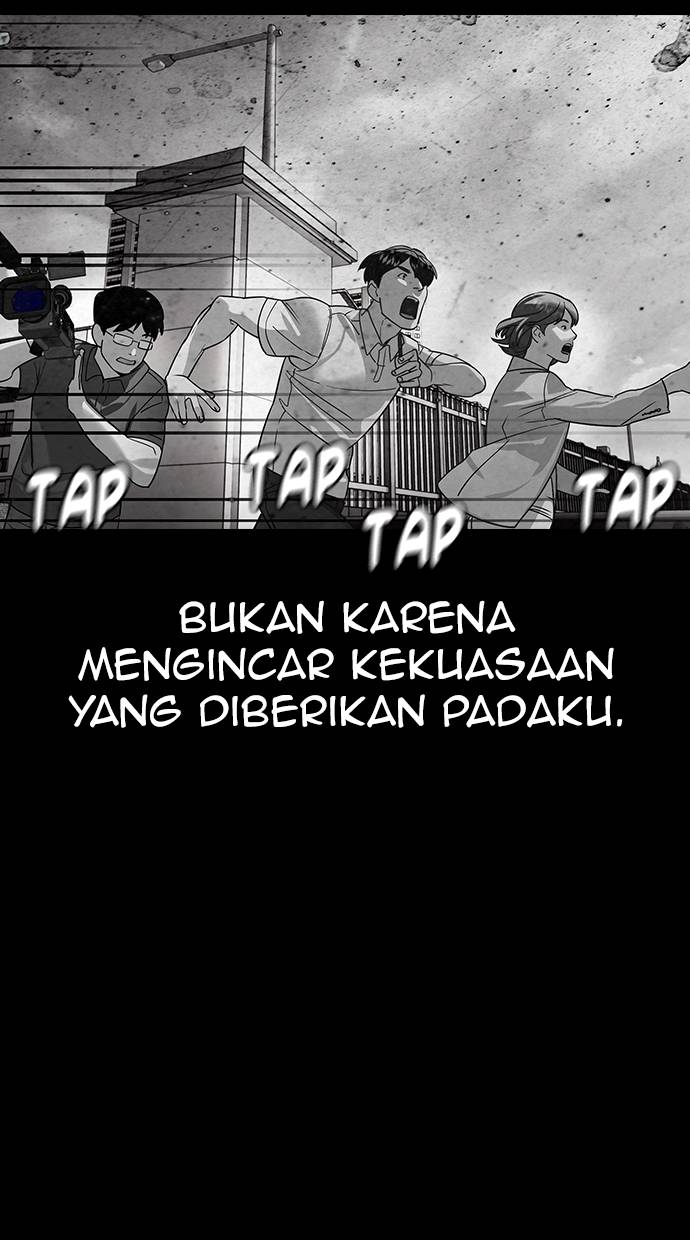 TAP
TAP
TAP
TAP
BUKAN KARENA
MENGINCAR KEKUASAAN
YANG DIBERIKAN PADAKU.